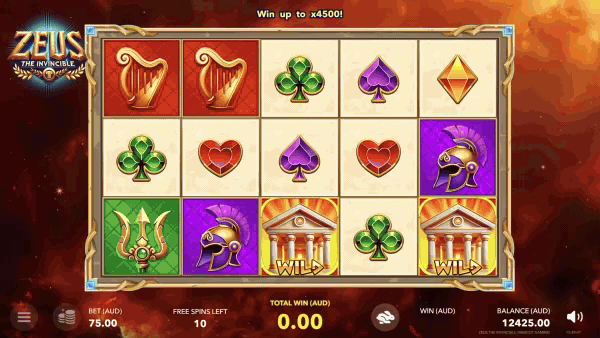 Win up to x4500!
ZEUS
THE INVINCIBLE
WILD
WILD
BET (AUD)
75.00
FREE SPINS LEFT
10
TOTAL WIN (AUD)
0.00
WIN (AUD)
BALANCE (AUD)
12425.00